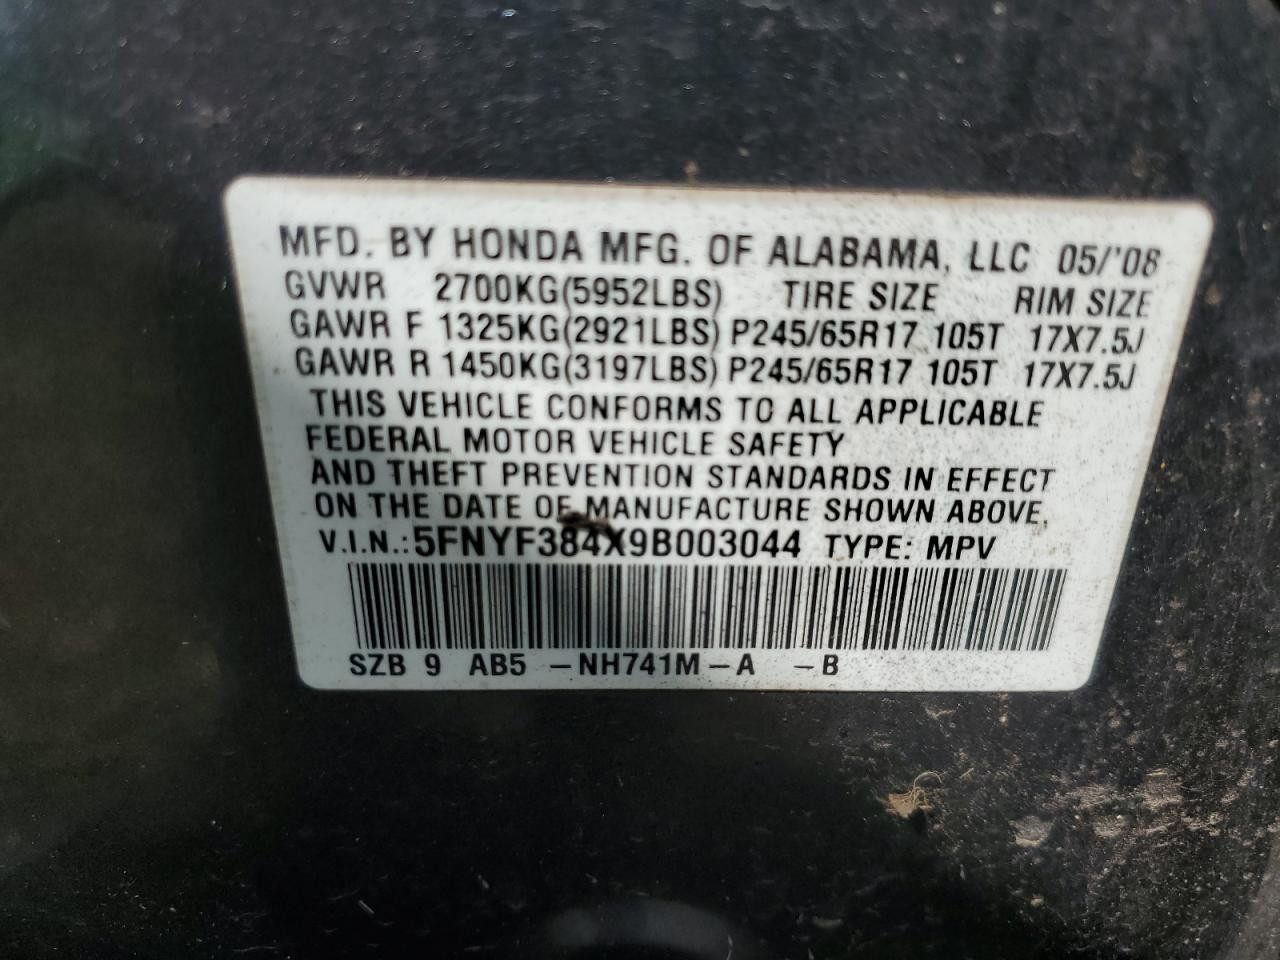 MFD. BY HONDA MFG. OF ALABAMA, LLC 05/'08
GVWR 2700KG(5952LBS) TIRE SIZE RIM SIZE
GAWR F 1325KG(2921LBS) P245/65R17 105T 17X7.5J
GAWR R 1450KG(3197LBS) P245/65R17 105T 17X7.5J
THIS VEHICLE CONFORMS TO ALL APPLICABLE
FEDERAL MOTOR VEHICLE SAFETY
AND THEFT PREVENTION STANDARDS IN EFFECT
ON THE DATE OF MANUFACTURE SHOWN ABOVE.
V.I.N.: 5FNYF384X9B003044 TYPE: MPV
SZB 9 AB5 -NH741M-A -B